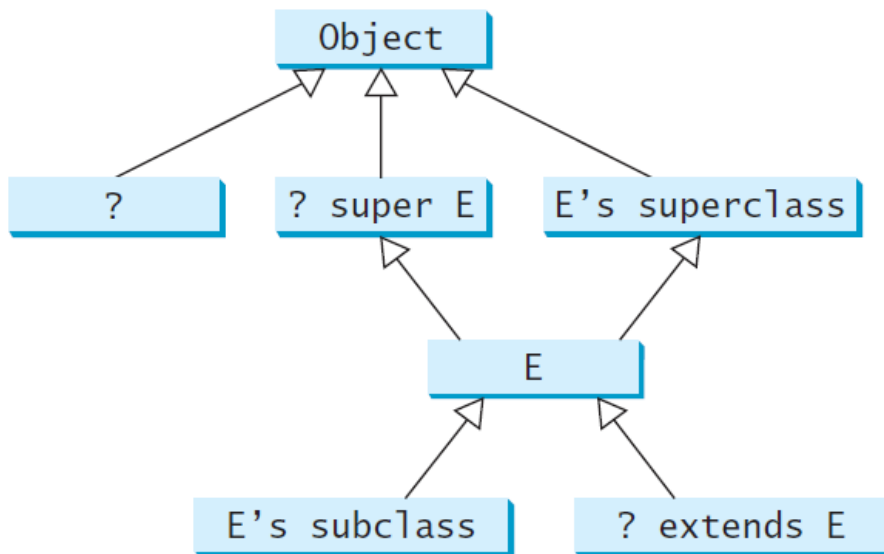 Object
?
? super E
E's superclass
E
E's subclass
? extends E